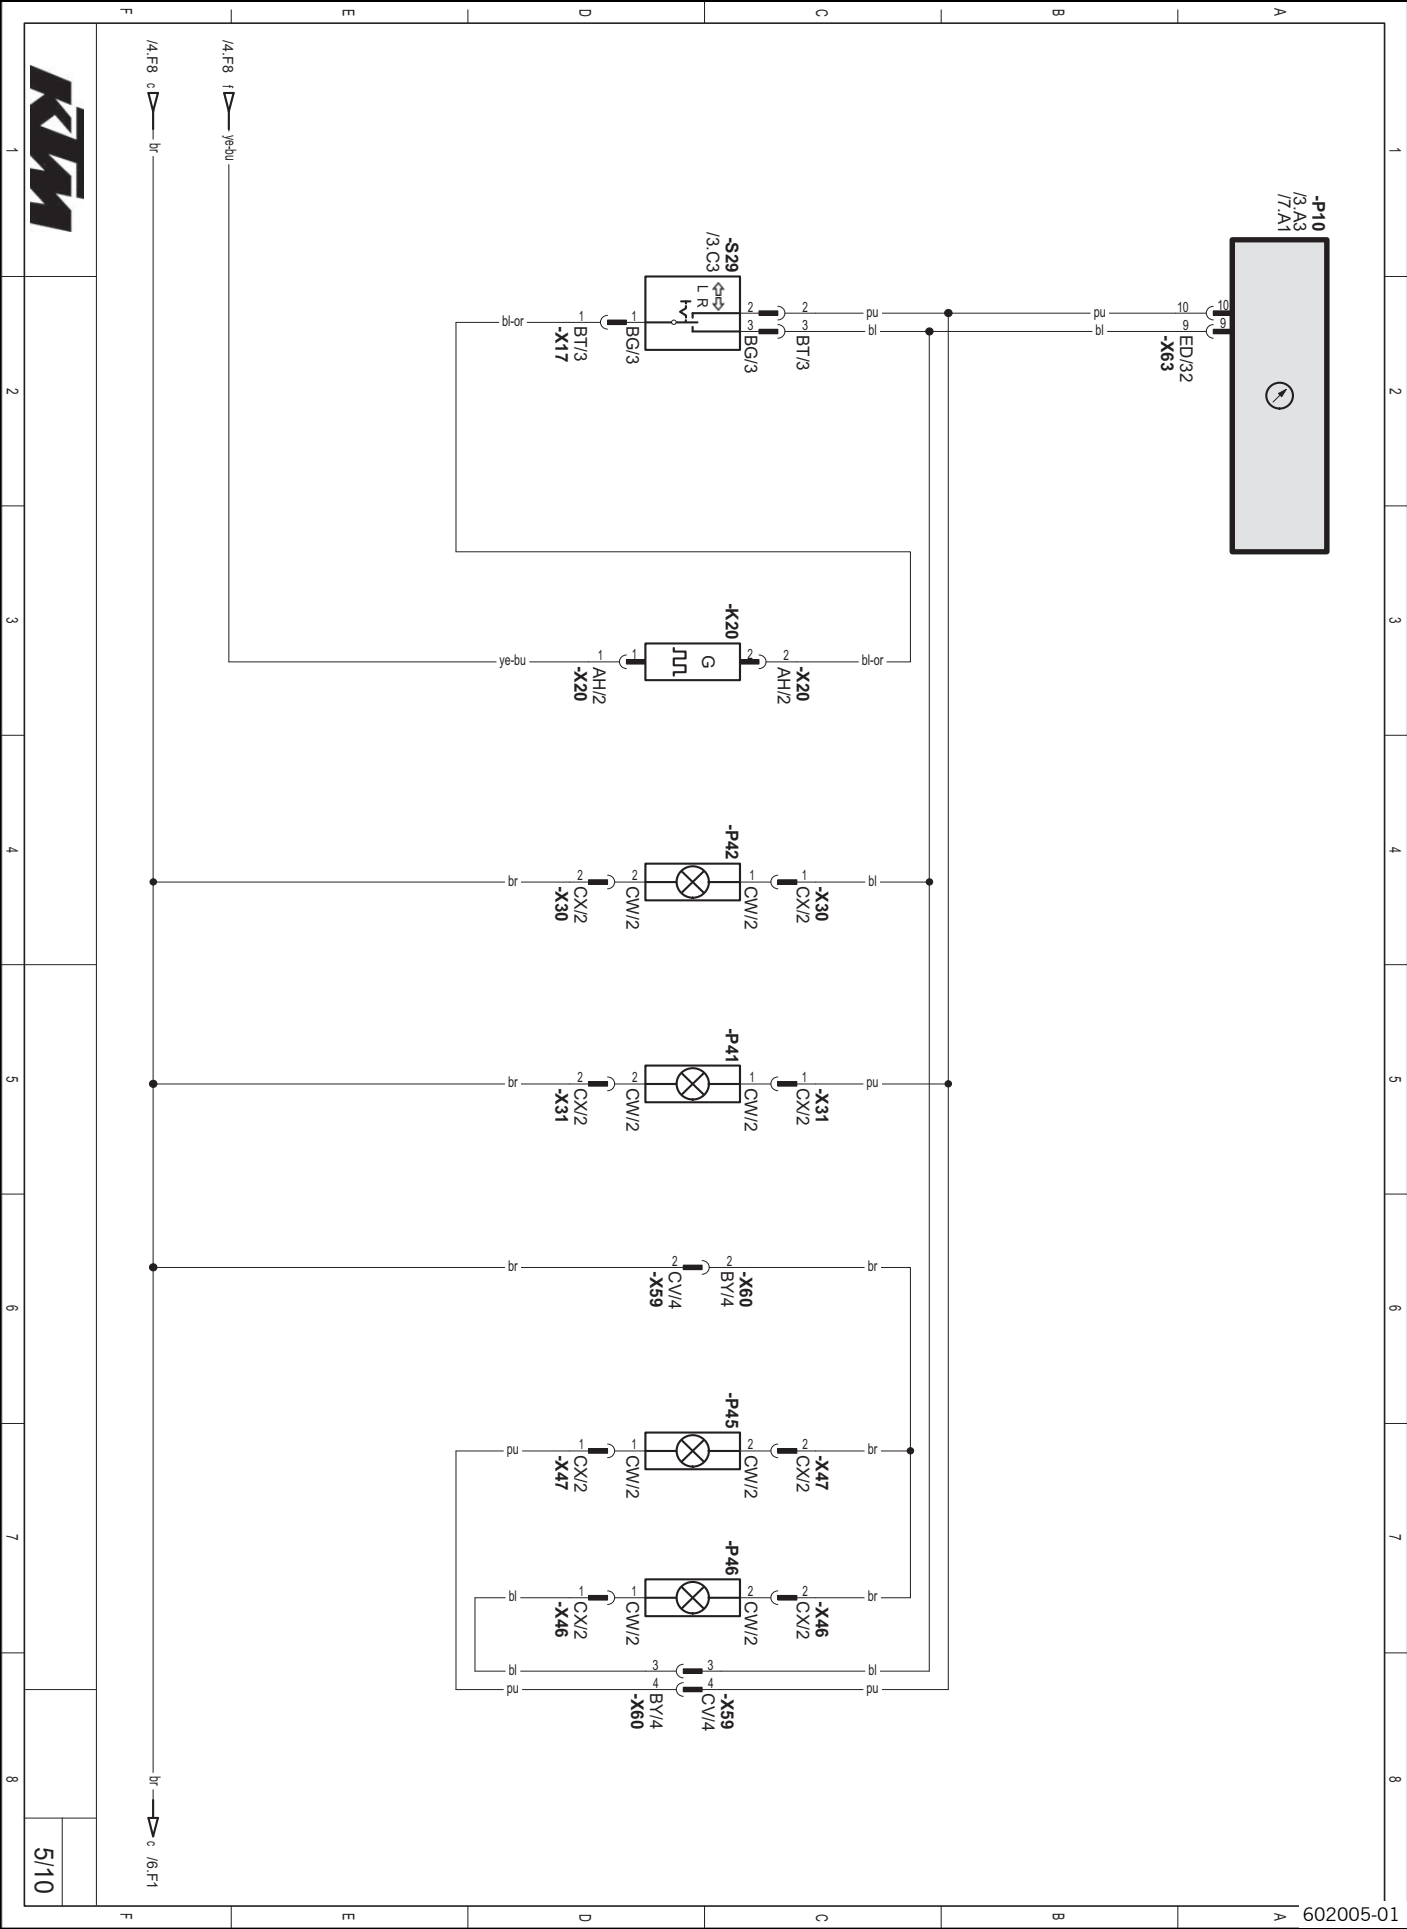 602005-01
1
2
3
4
5
6
7
8
A
B
C
D
E
F
A
B
C
D
E
F
-P10
/3.A3
/7.A1
10
9
10
9
ED/32
-X63
pu
bl
pu
bl
2
3
BT/3
2
3
BG/3
-S29
/3.C3
L R
1
BG/3
1
BT/3
-X17
bl-or
bl-or
-X20
2
AH/2
2
-K20
G
1
1
AH/2
-X20
ye-bu
bl
-X30
1
CX/2
1
CW/2
-P42
2
CW/2
2
CX/2
-X30
br
pu
-X31
1
CX/2
1
CW/2
-P41
2
CW/2
2
CX/2
-X31
br
br
-X60
2
BY/4
2
CV/4
-X59
br
br
-X47
2
CX/2
2
CW/2
-P45
1
CW/2
1
CX/2
-X47
pu
br
-X46
2
CX/2
2
CW/2
-P46
1
CW/2
1
CX/2
-X46
bl
bl
pu
-X59
3
4
CV/4
3
4
BY/4
-X60
bl
pu
/4.F8 f
ye-bu
/4.F8 c
br
br
c /6.F1
1
2
3
4
5
6
7
8
KTM
5/10